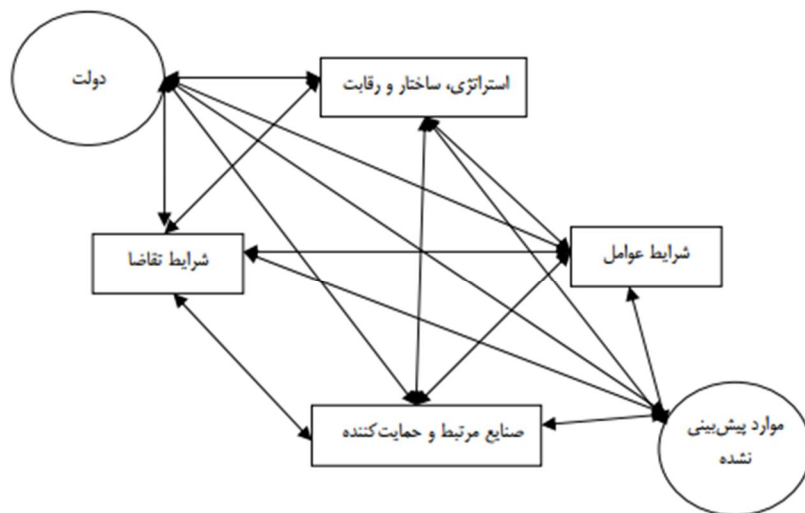 دولت
استراتژی، ساختار و رقابت
شرایط تقاضا
شرایط عوامل
صنایع مرتبط و حمایت‌کننده
موارد پیش‌بینی
نشده